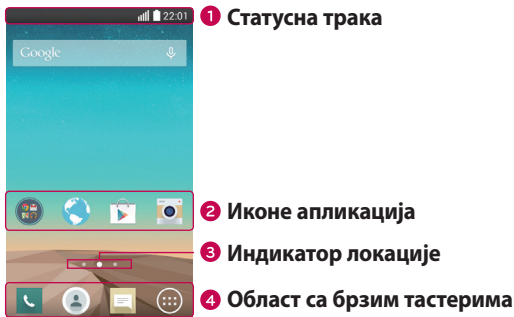 22:01
1 Статусна трака
Google
2 Иконе апликација
3 Индикатор локације
4 Област са брзим тастерима